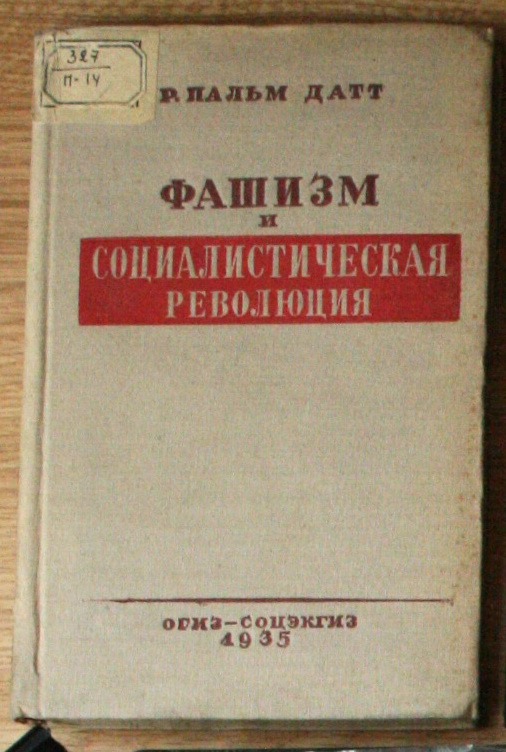 327
П-14
Р. ПАЛЬМ ДАТТ
ФАШИЗМ
И
СОЦИАЛИСТИЧЕСКАЯ
РЕВОЛЮЦИЯ
ОГИЗ-СОЦЭКГИЗ
1935